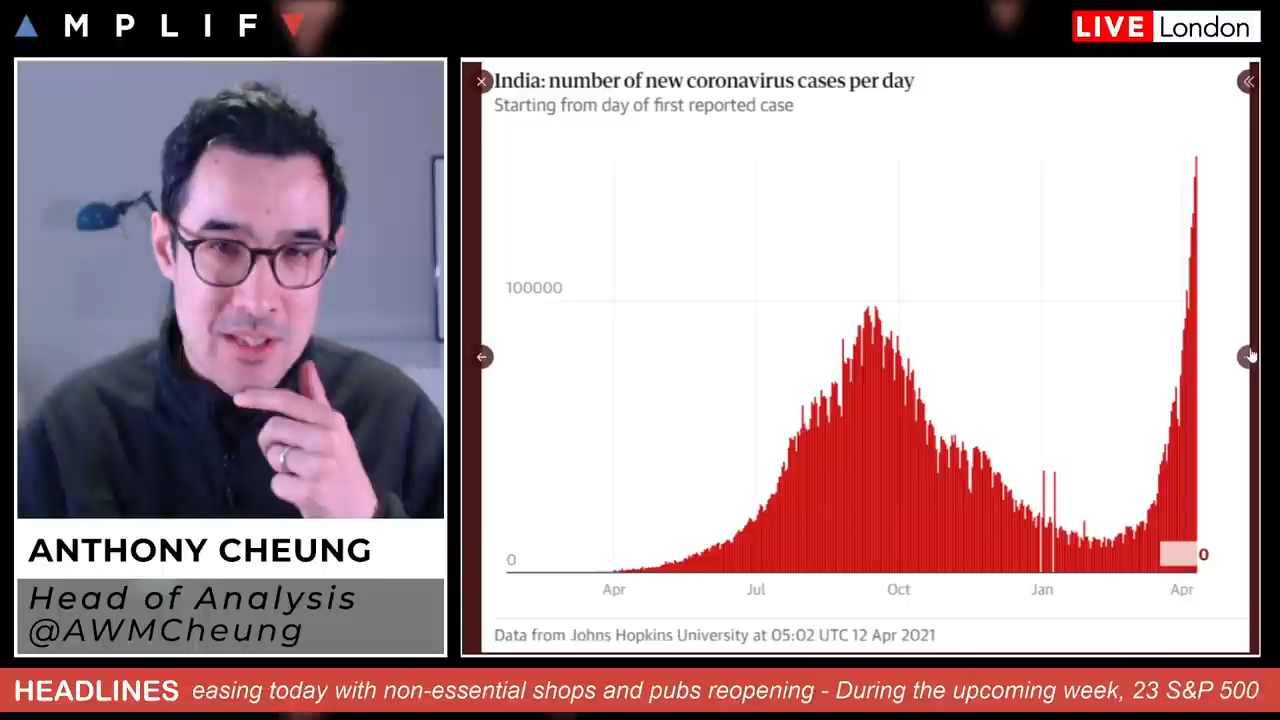 AMPLIFY
LIVE London
India: number of new coronavirus cases per day
Starting from day of first reported case
100000
0
0
Apr
Jul
Oct
Jan
Apr
Data from Johns Hopkins University at 05:02 UTC 12 Apr 2021
ANTHONY CHEUNG
Head of Analysis
@AWMCheung
HEADLINES easing today with non-essential shops and pubs reopening - During the upcoming week, 23 S&P 500